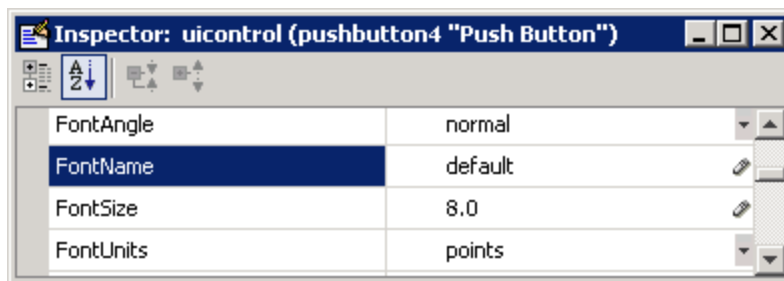 Inspector: uicontrol (pushbutton4 "Push Button")
A
Z
FontAngle normal
FontName default
FontSize 8.0
FontUnits points